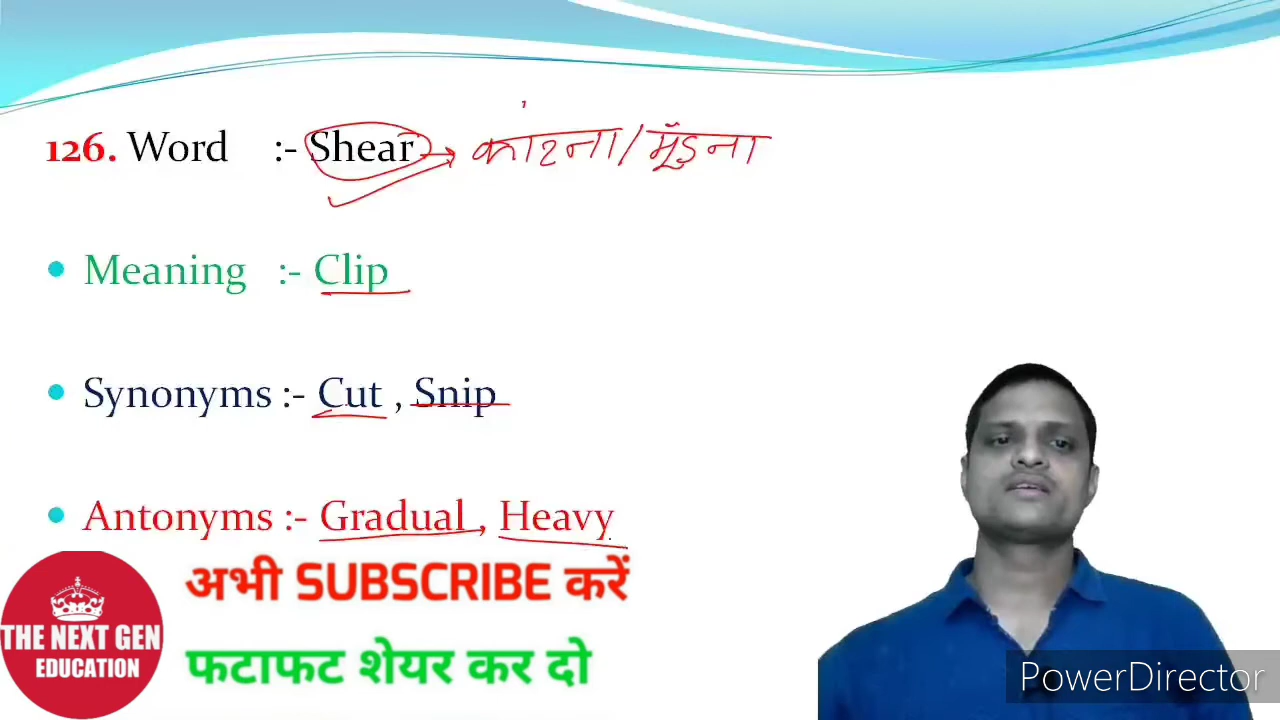 126. Word :- Shear → काटना/मूँड़ना
• Meaning :- Clip
• Synonyms :- Cut , Snip
• Antonyms :- Gradual , Heavy
THE NEXT GEN
EDUCATION
अभी SUBSCRIBE करें
फटाफट शेयर कर दो
PowerDirector